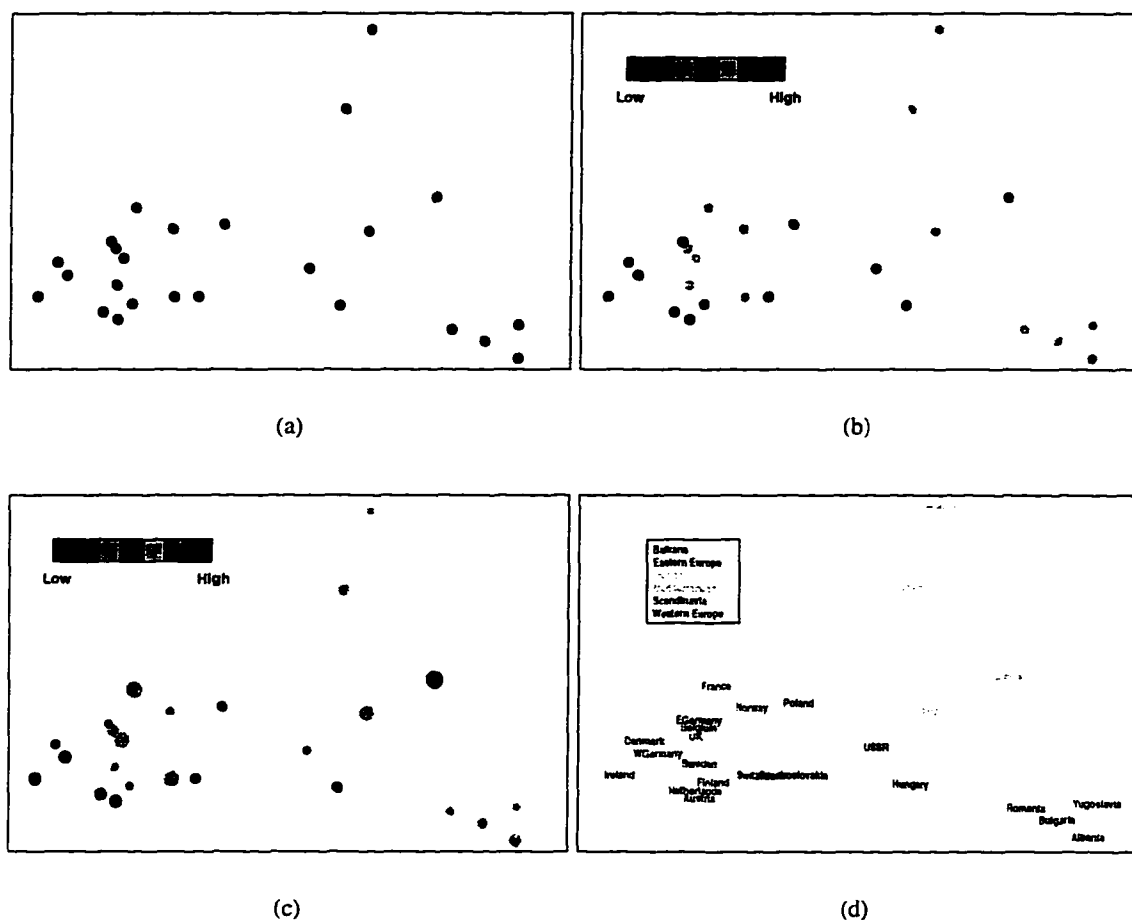 Low High
(a)
(b)
Low High
Balkans
Eastern Europe
Scandinavia
Western Europe
France
Norway
Poland
EGermany
Belgium
UK
Denmark
WGermany
USSR
Sweden
Ireland
Finland
Hungary
Netherlands
Austria
Romania
Yugoslavia
Bulgaria
Albania
(c)
(d)